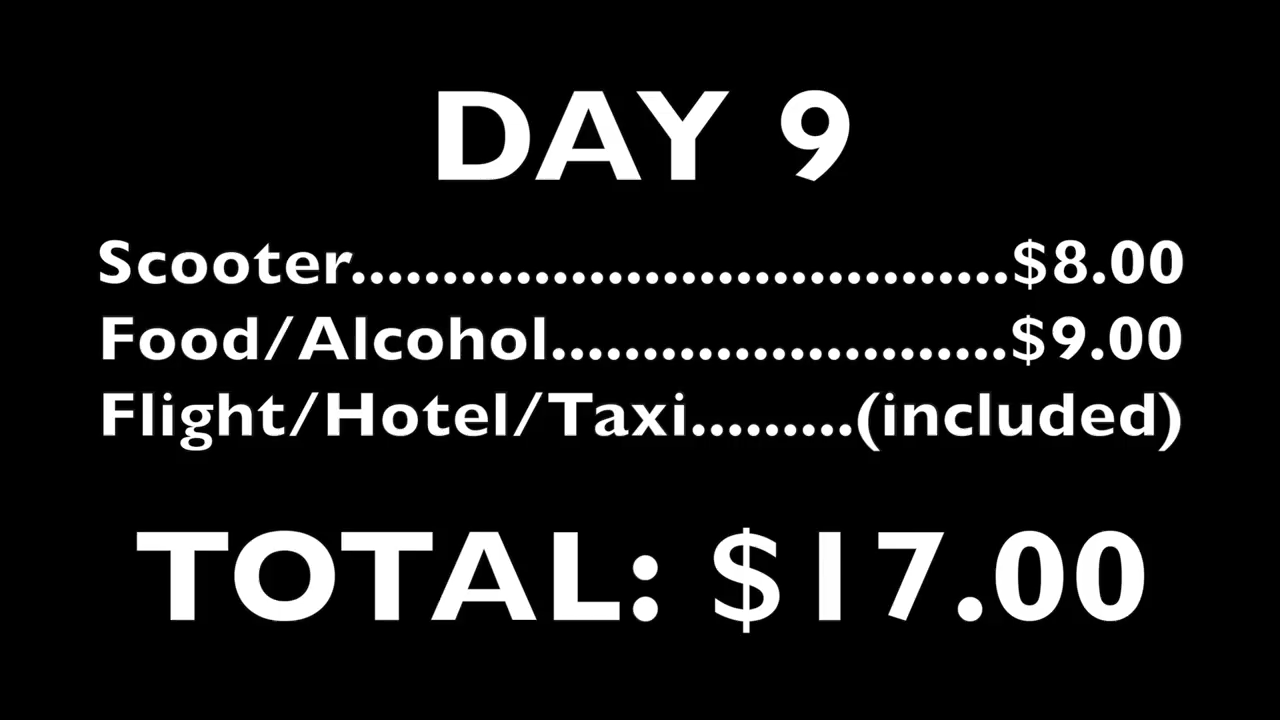 DAY 9
Scooter....................................$8.00
Food/Alcohol.........................$9.00
Flight/Hotel/Taxi.........(included)
TOTAL: $17.00